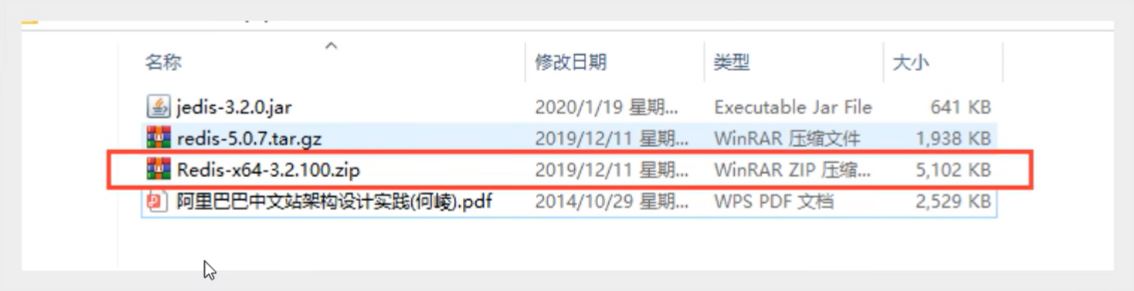 名称 修改日期 类型 大小
jedis-3.2.0.jar 2020/1/19 星期... Executable Jar File 641 KB
redis-5.0.7.tar.gz 2019/12/11 星期... WinRAR 压缩文件 1,938 KB
Redis-x64-3.2.100.zip 2019/12/11 星期... WinRAR ZIP 压缩... 5,102 KB
阿里巴巴中文站架构设计实践(何崚).pdf 2014/10/29 星期... WPS PDF 文档 2,529 KB